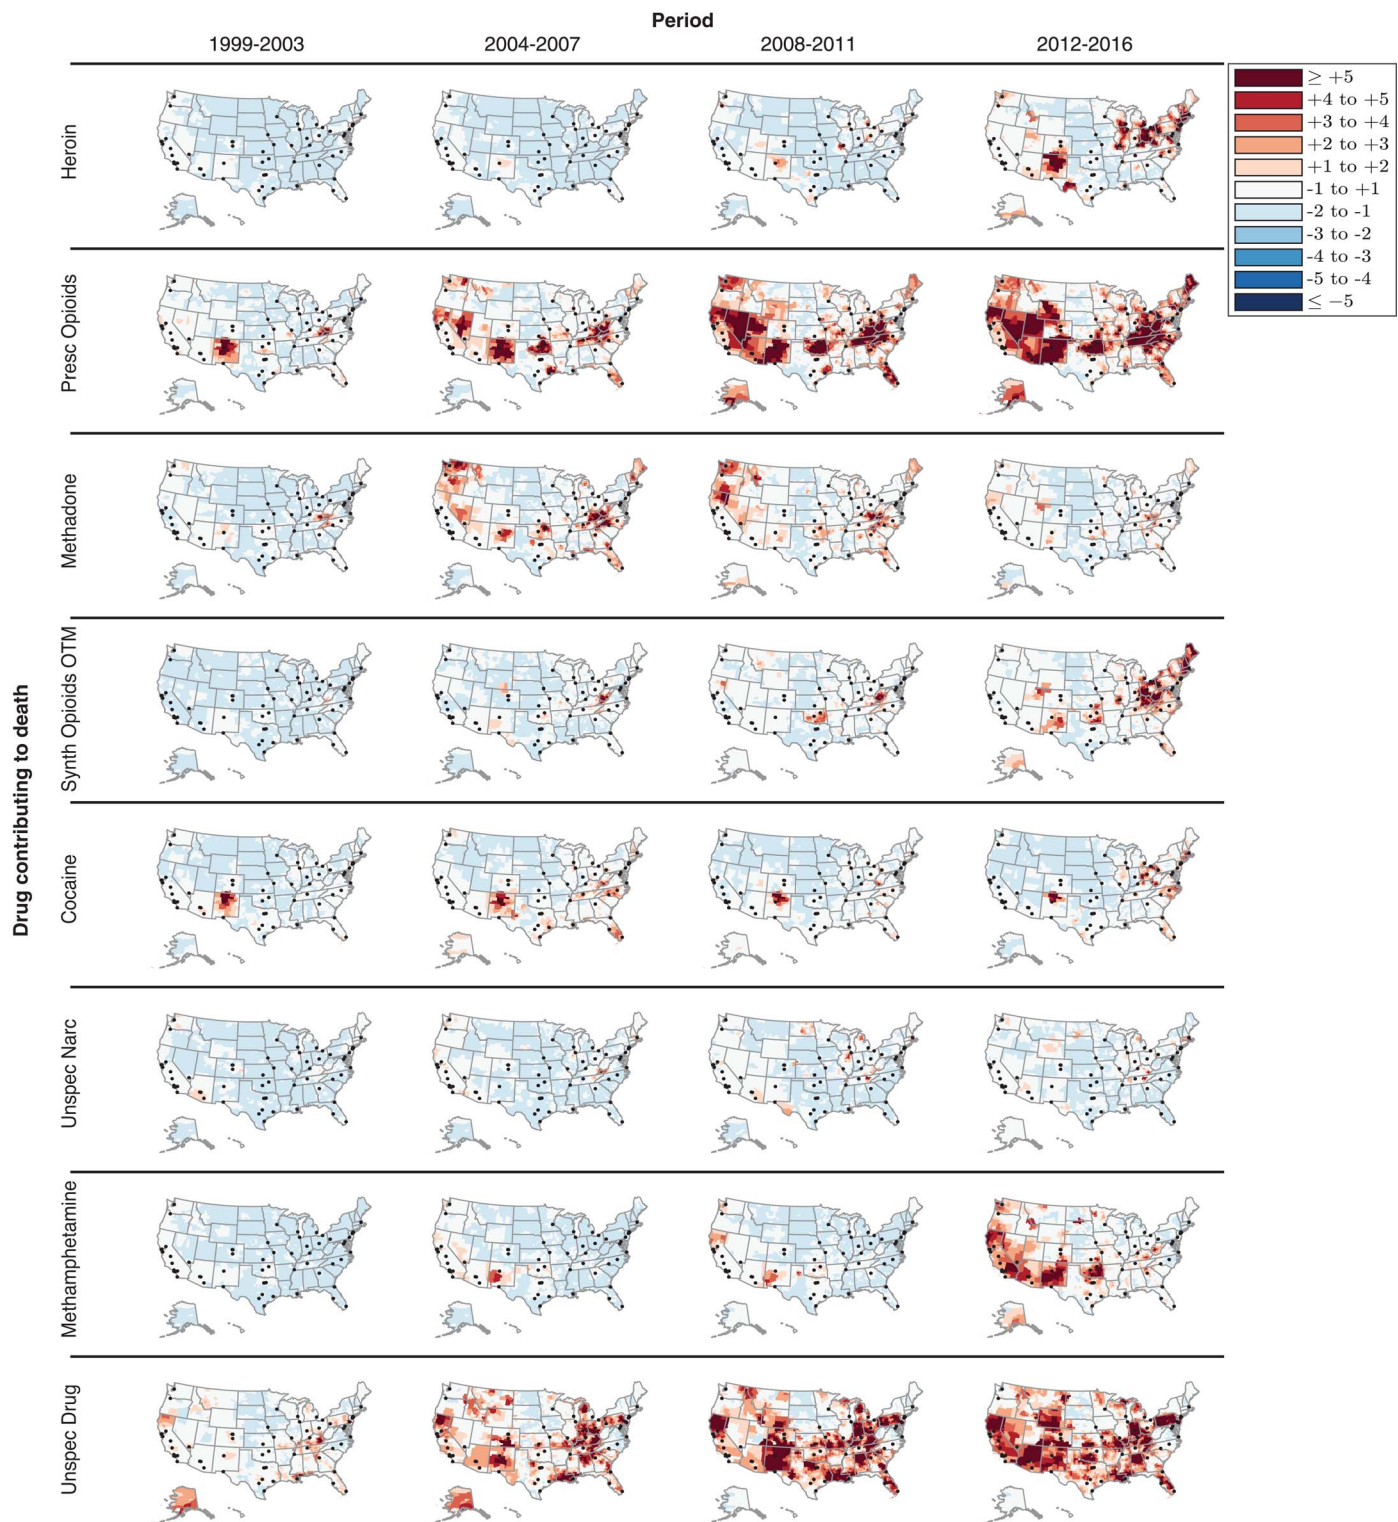 Period
1999-2003
2004-2007
2008-2011
2012-2016
≥ +5
+4 to +5
+3 to +4
+2 to +3
+1 to +2
-1 to +1
-2 to -1
-3 to -2
-4 to -3
-5 to -4
≤ −5
Drug contributing to death
Heroin
Presc Opioids
Methadone
Synth Opioids OTM
Cocaine
Unspec Narc
Methamphetamine
Unspec Drug